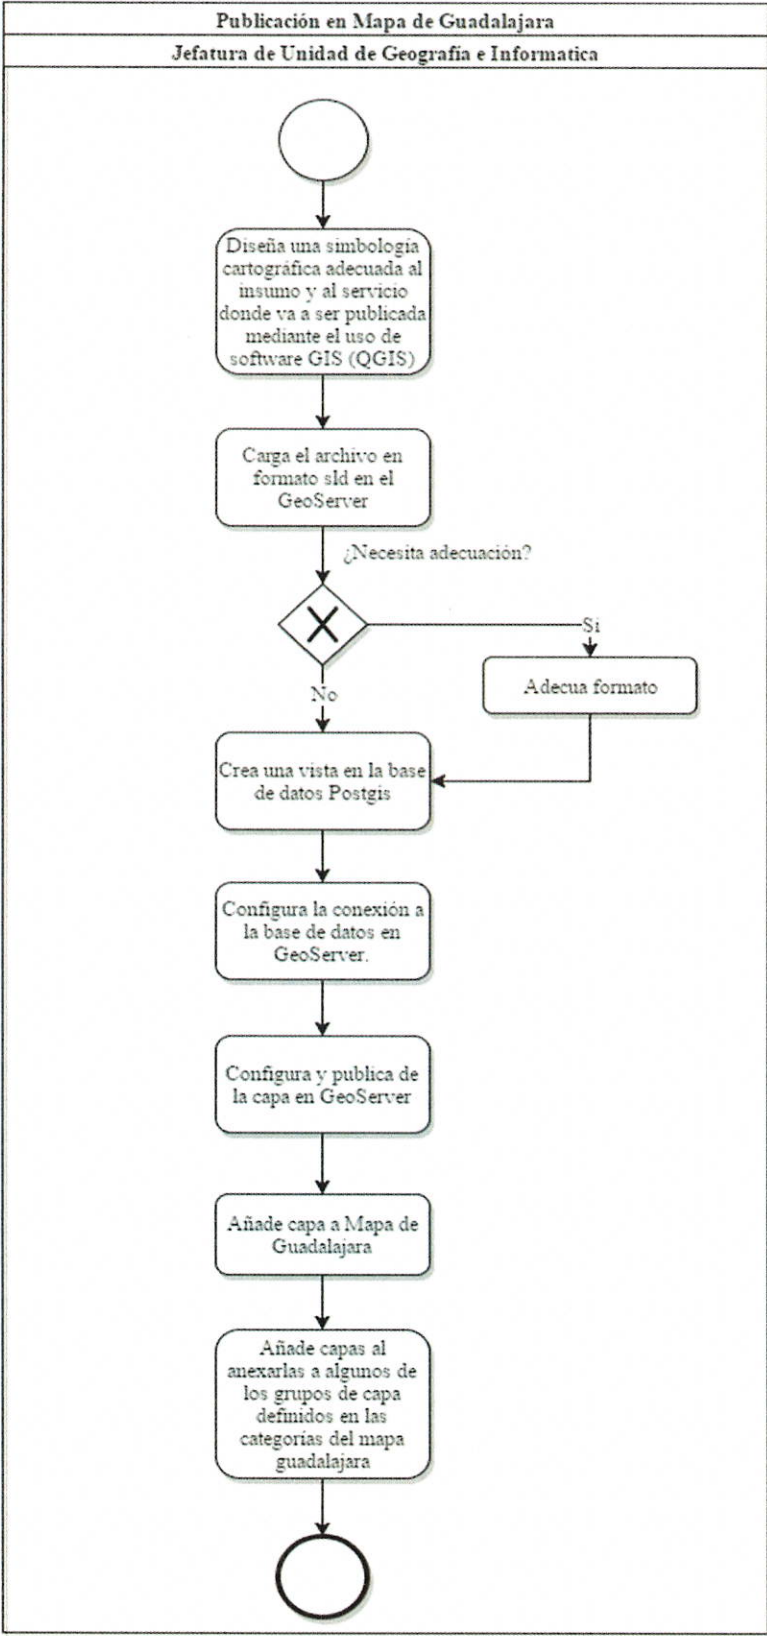 Publicación en Mapa de Guadalajara
Jefatura de Unidad de Geografía e Informatica
Diseña una simbología
cartográfica adecuada al
insumo y al servicio
donde va a ser publicada
mediante el uso de
software GIS (QGIS)
Carga el archivo en
formato sld en el
GeoServer
¿Necesita adecuación?
Si
Adecua formato
No
Crea una vista en la base
de datos Postgis
Configura la conexión a
la base de datos en
GeoServer.
Configura y publica de
la capa en GeoServer
Añade capa a Mapa de
Guadalajara
Añade capas al
anexarlas a algunos de
los grupos de capa
definidos en las
categorías del mapa
guadalajara